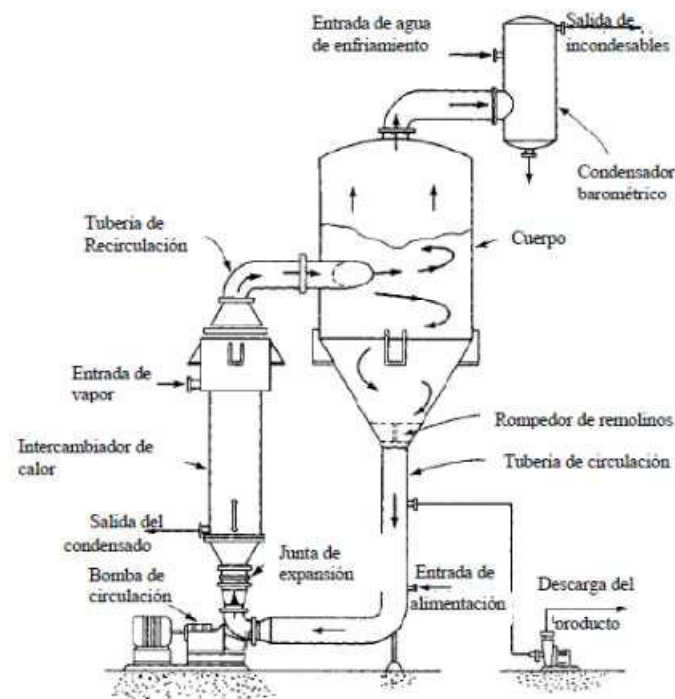 Entrada de agua
de enfriamiento
Salida de
incondesables
Condensador
barométrico
Tubería de
Recirculación
Cuerpo
Entrada de
vapor
Rompedor de remolinos
Intercambiador de
calor
Tubería de circulación
Salida del
condensado
Junta de
expansión
Bomba de
circulación
Entrada de
alimentación
Descarga del
producto